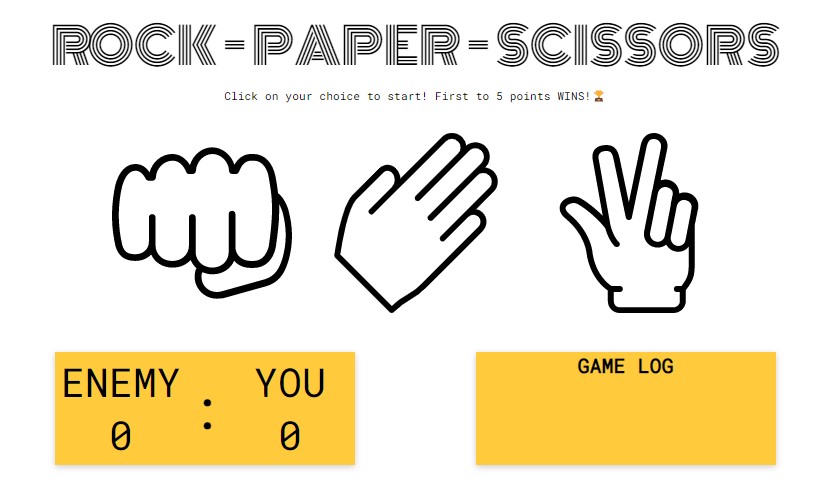 ROCK-PAPER-SCISSORS
Click on your choice to start! First to 5 points WINS!🏆
ENEMY : YOU
0 0
GAME LOG